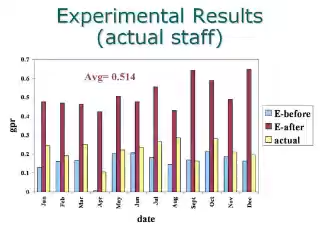 Experimental Results
(actual staff)
0.7
0.6
0.5
0.4
0.3
0.2
0.1
0
Avg= 0.514
gpr
Jan
Feb
Mar
Apr
May
Jun
Jul
Aug
Sept
Oct
Nov
Dec
date
E-before
E-after
actual